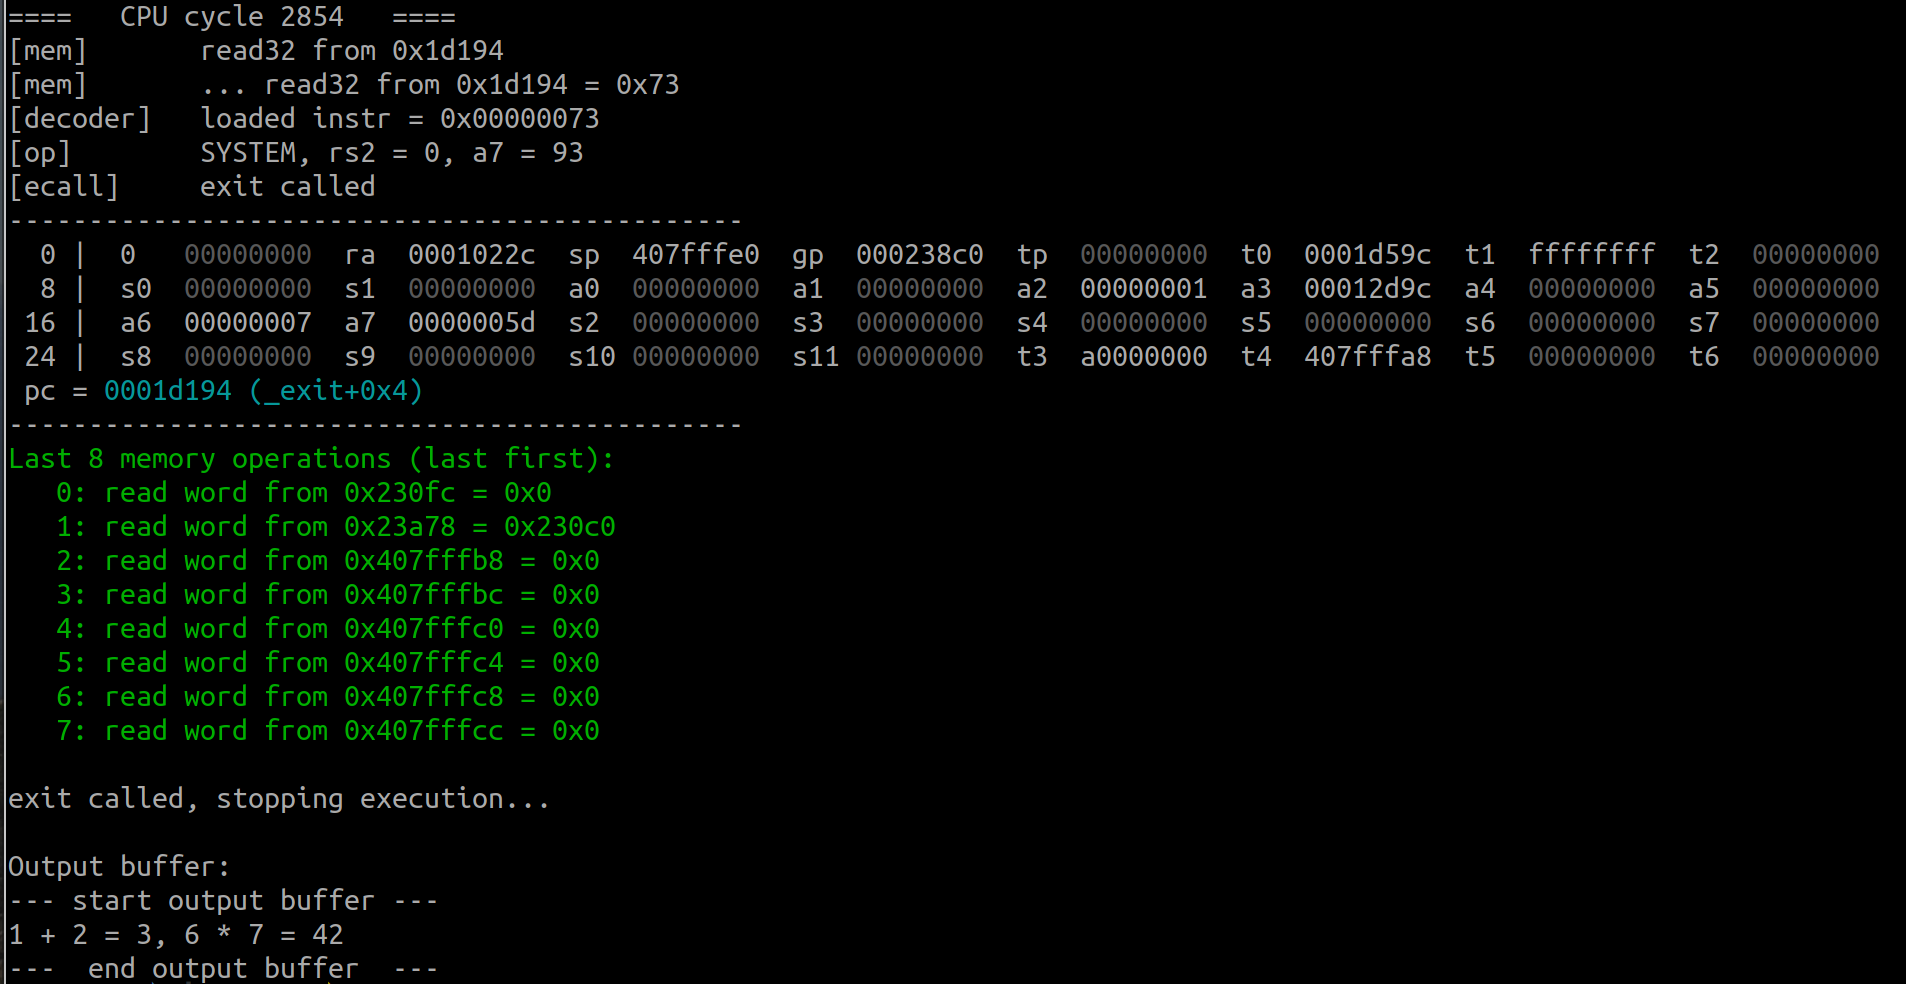 ====   CPU cycle 2854   ====
[mem]       read32 from 0x1d194
[mem]       ... read32 from 0x1d194 = 0x73
[decoder]   loaded instr = 0x00000073
[op]        SYSTEM, rs2 = 0, a7 = 93
[ecall]     exit called
----------------------------------------------
  0 |  0   00000000  ra  0001022c  sp  407fffe0  gp  000238c0  tp  00000000  t0  0001d59c  t1  ffffffff  t2  00000000
  8 |  s0  00000000  s1  00000000  a0  00000000  a1  00000000  a2  00000001  a3  00012d9c  a4  00000000  a5  00000000
 16 |  a6  00000007  a7  0000005d  s2  00000000  s3  00000000  s4  00000000  s5  00000000  s6  00000000  s7  00000000
 24 |  s8  00000000  s9  00000000  s10 00000000  s11 00000000  t3  a0000000  t4  407fffa8  t5  00000000  t6  00000000
 pc = 0001d194 (_exit+0x4)
----------------------------------------------
Last 8 memory operations (last first):
   0: read word from 0x230fc = 0x0
   1: read word from 0x23a78 = 0x230c0
   2: read word from 0x407fffb8 = 0x0
   3: read word from 0x407fffbc = 0x0
   4: read word from 0x407fffc0 = 0x0
   5: read word from 0x407fffc4 = 0x0
   6: read word from 0x407fffc8 = 0x0
   7: read word from 0x407fffcc = 0x0

exit called, stopping execution...

Output buffer:
--- start output buffer ---
1 + 2 = 3, 6 * 7 = 42
---  end output buffer  ---